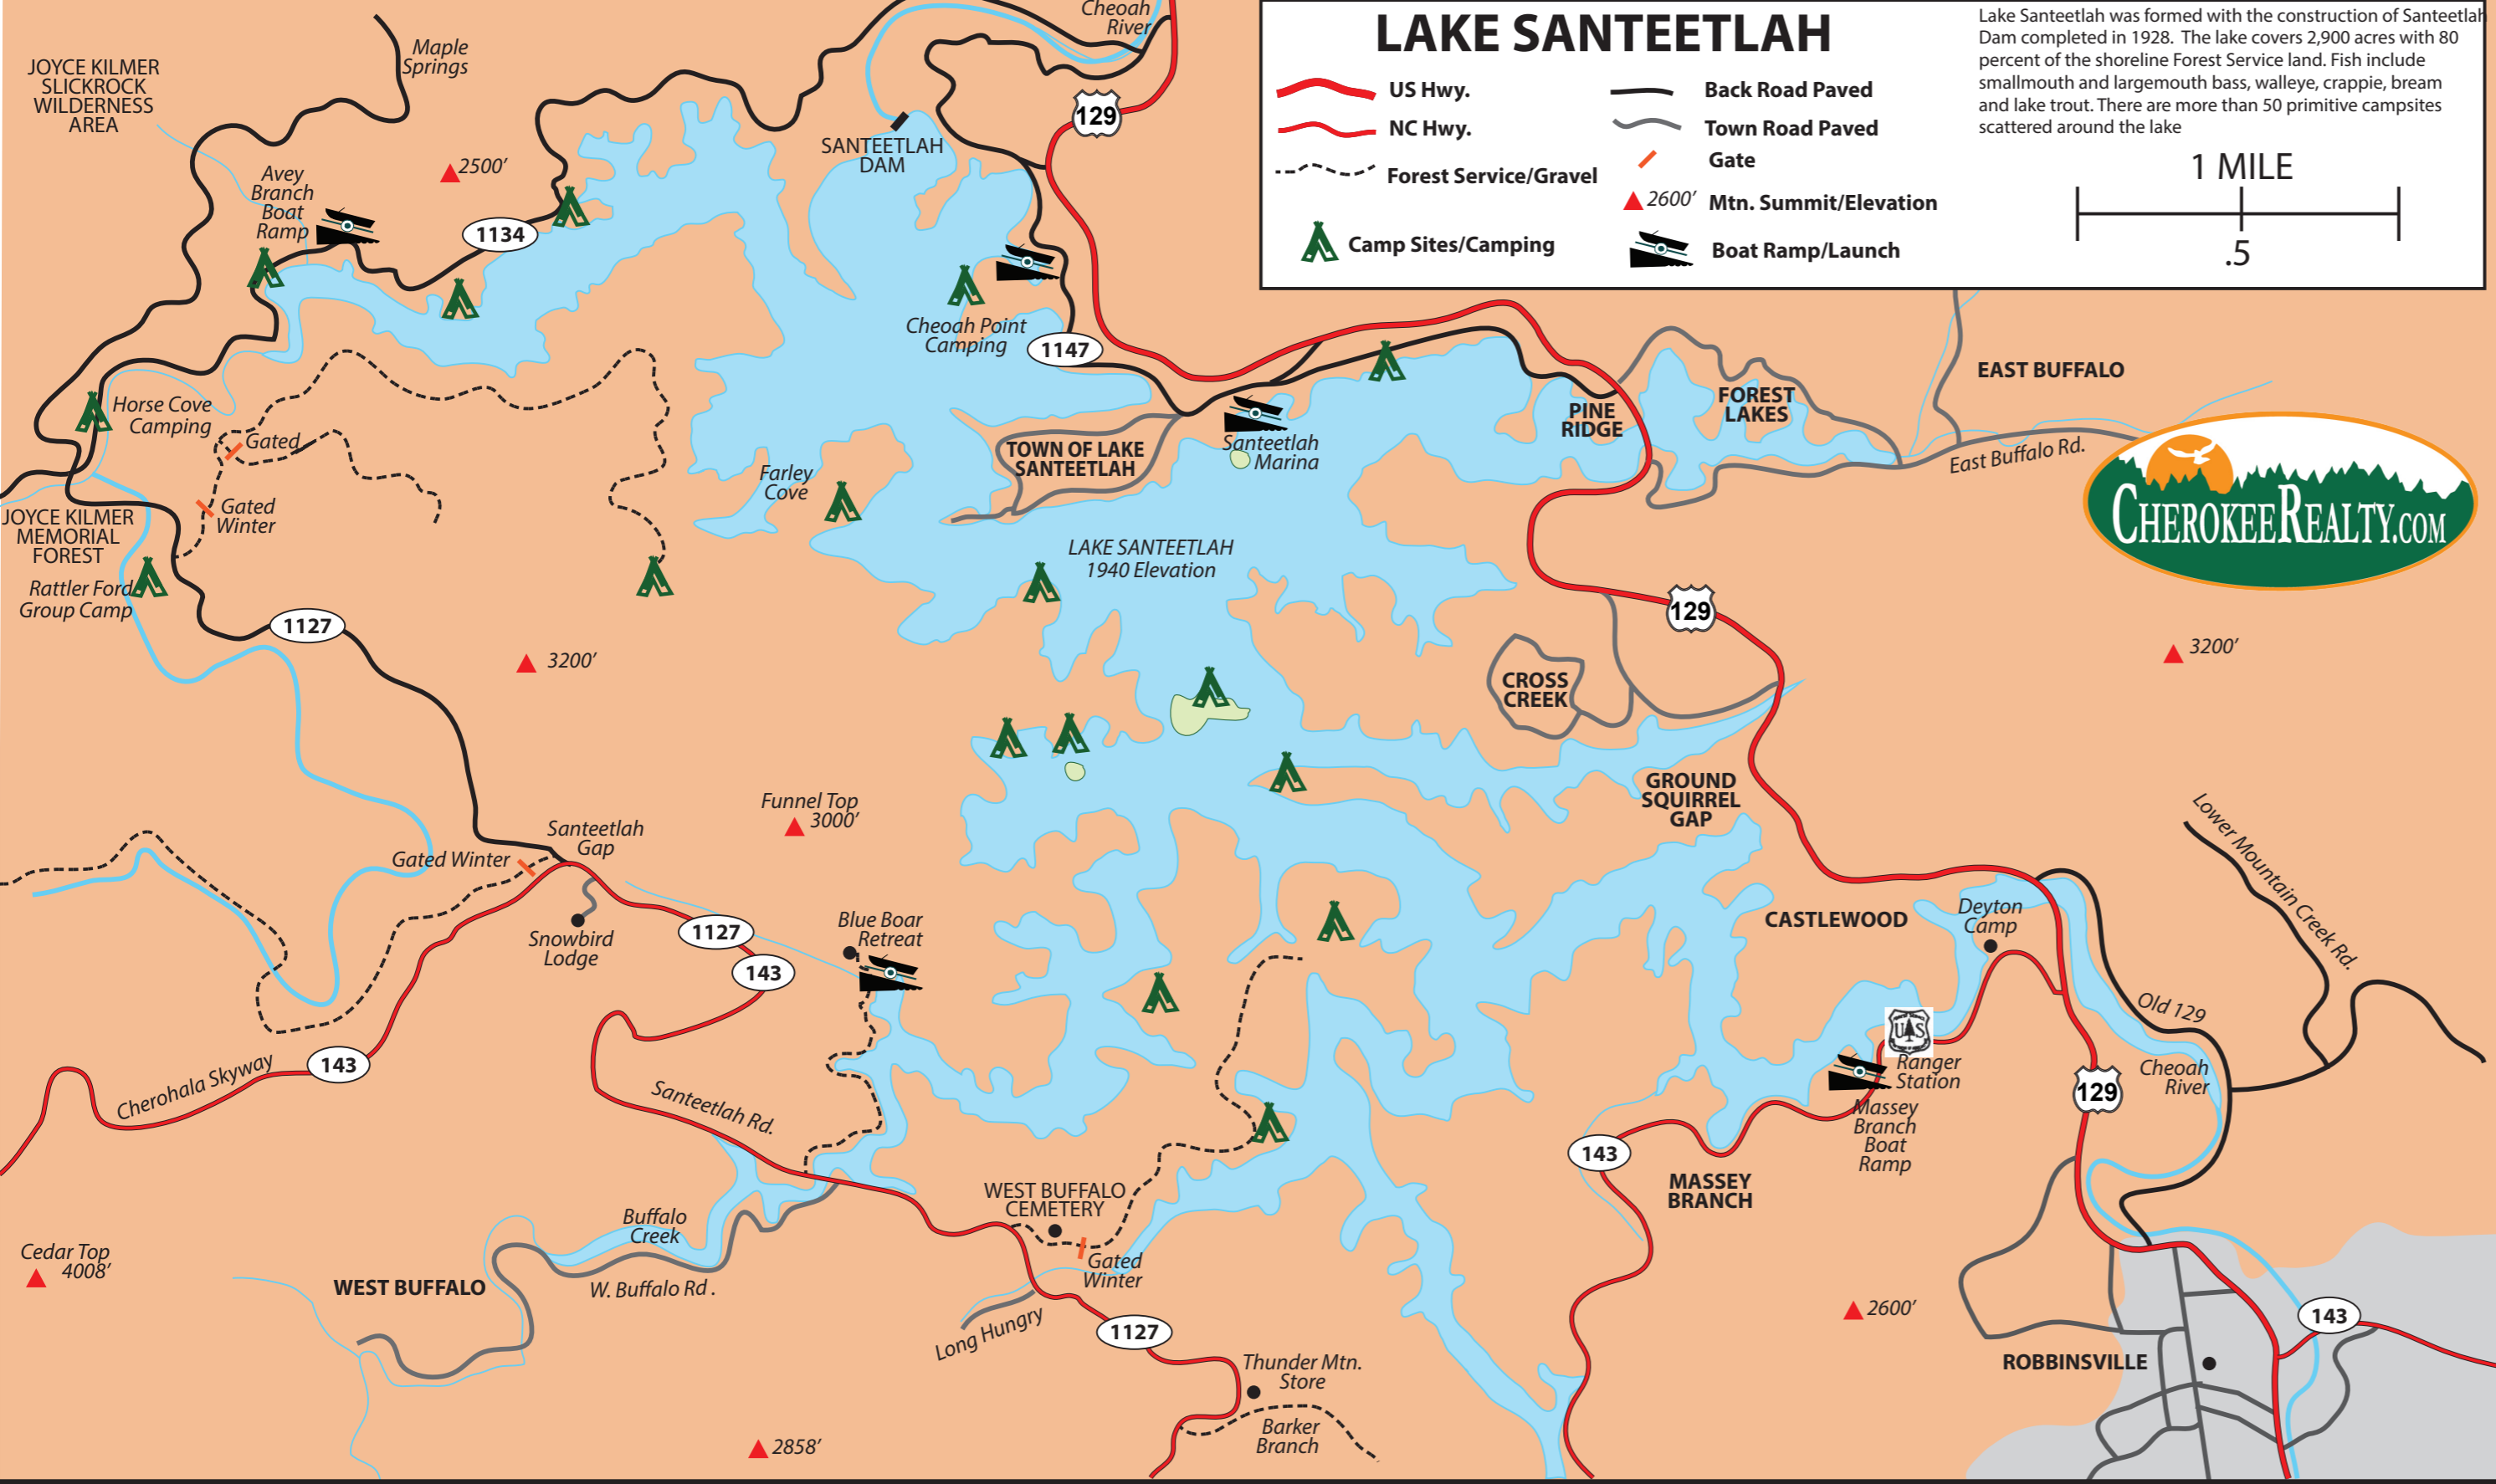 Cheoah
River
LAKE SANTEETLAH
Lake Santeetlah was formed with the construction of Santeetlah
Dam completed in 1928. The lake covers 2,900 acres with 80
percent of the shoreline Forest Service land. Fish include
smallmouth and largemouth bass, walleye, crappie, bream
and lake trout. There are more than 50 primitive campsites
scattered around the lake
US Hwy.
NC Hwy.
Forest Service/Gravel
Camp Sites/Camping
Back Road Paved
Town Road Paved
Gate
2600' Mtn. Summit/Elevation
Boat Ramp/Launch
1 MILE
.5
Maple
Springs
JOYCE KILMER
SLICKROCK
WILDERNESS
AREA
129
SANTEETLAH
DAM
2500'
Avey
Branch
Boat
Ramp
1134
Cheoah Point
Camping
1147
EAST BUFFALO
FOREST
LAKES
PINE
RIDGE
Horse Cove
Camping
Gated
TOWN OF LAKE
SANTEETLAH
Santeetlah
Marina
East Buffalo Rd.
CHEROKEEREALTY.COM
Farley
Cove
Gated
Winter
JOYCE KILMER
MEMORIAL
FOREST
LAKE SANTEETLAH
1940 Elevation
Rattler Ford
Group Camp
1127
129
3200'
3200'
CROSS
CREEK
GROUND
SQUIRREL
GAP
Funnel Top
3000'
Lower Mountain Creek Rd.
Santeetlah
Gap
Gated Winter
Snowbird
Lodge
1127
143
Blue Boar
Retreat
CASTLEWOOD
Deyton
Camp
Old 129
US
Ranger
Station
Cheoah
River
129
Cherohala Skyway
143
Santeetlah Rd.
Massey
Branch
Boat
Ramp
143
MASSEY
BRANCH
WEST BUFFALO
CEMETERY
Buffalo
Creek
Gated
Winter
Cedar Top
4008'
WEST BUFFALO
W. Buffalo Rd .
Long Hungry
1127
2600'
143
ROBBINSVILLE
Thunder Mtn.
Store
Barker
Branch
2858'